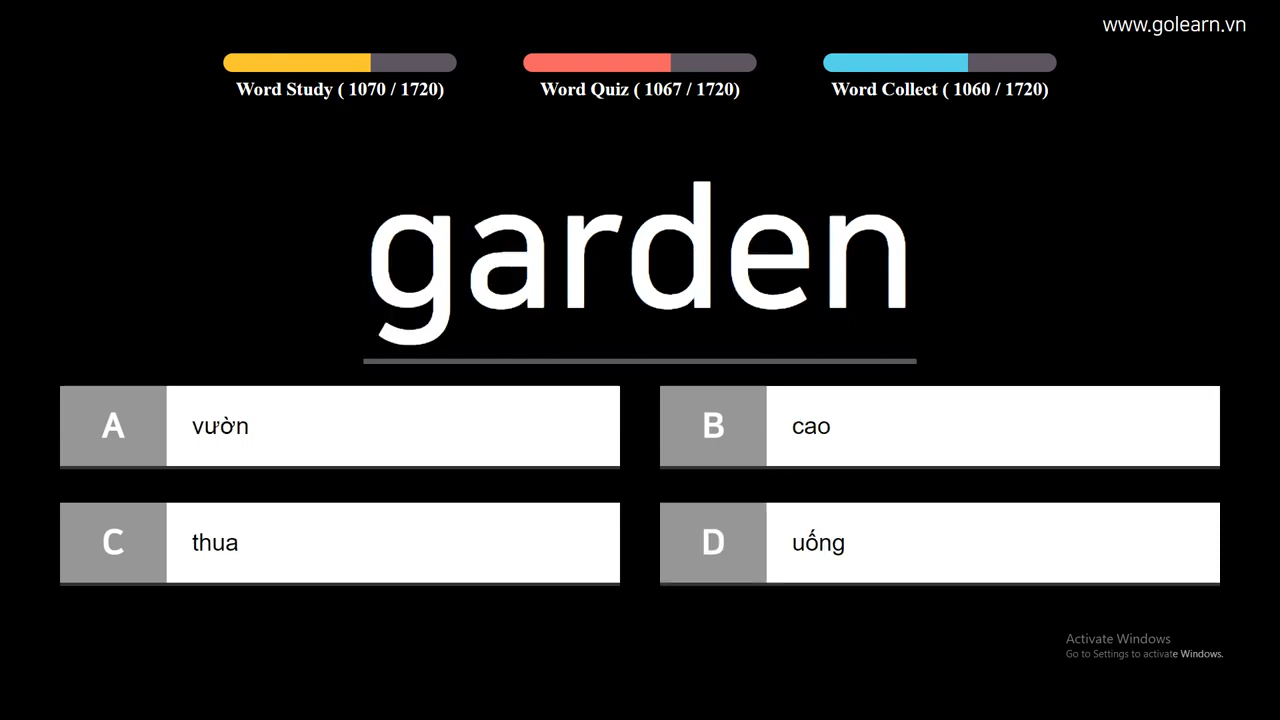 www.golearn.vn
Word Study ( 1070 / 1720)
Word Quiz ( 1067 / 1720)
Word Collect ( 1060 / 1720)
garden
A vườn
B cao
C thua
D uống
Activate Windows
Go to Settings to activate Windows.